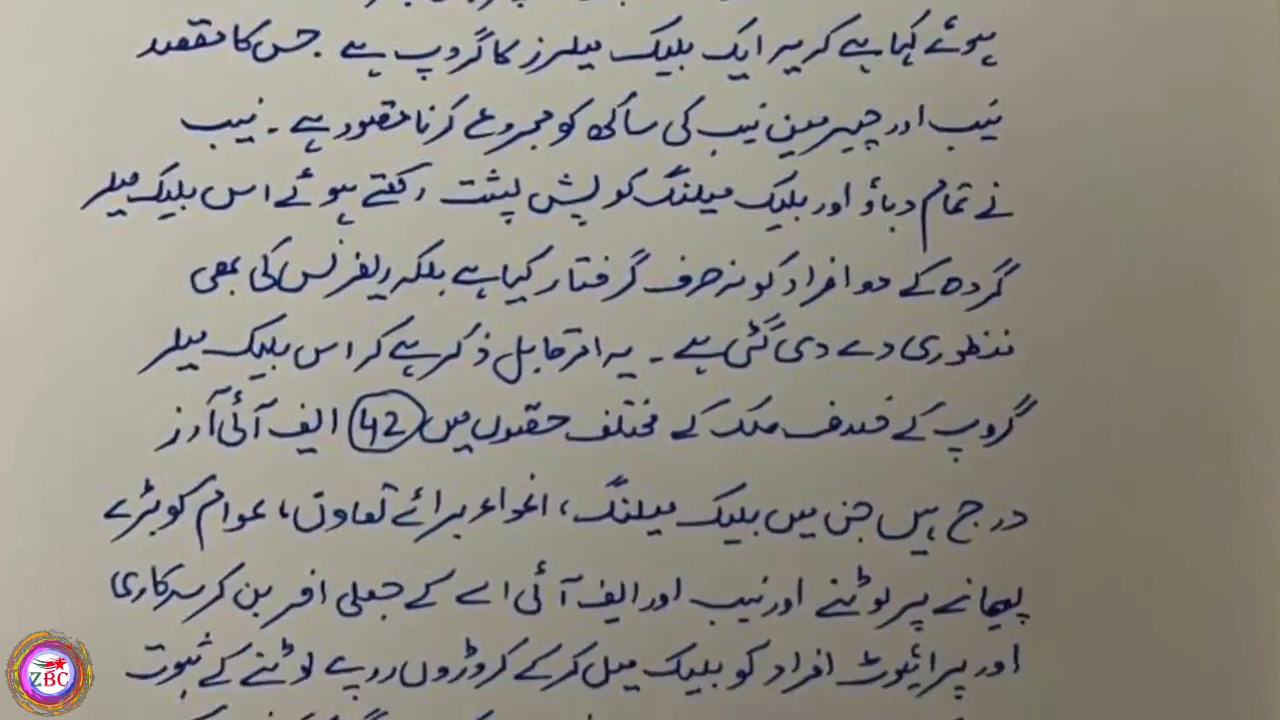 ہوئے کہا ہے کہ یہ ایک بلیک میلرز کا گروپ ہے جس کا مقصد
نیب اور چیرمین نیب کی ساکھ کو مجروع کرنا مقصود ہے۔ نیب
نے تمام دباؤ اور بلیک میلنگ کو پش پشت رکھتے ہوئے اس بلیک میلر
گروہ کے دو افراد کو نہ صرف گرفتار کیا ہے بلکہ ریفرنس کی بھی
منظوری دے دی گئی ہے۔ یہ امر قابل ذکر ہے کہ اس بلیک میلر
گروپ کے خلاف ملک کے مختلف حصوں میں 42 ایف آئی آرز
درج ہیں جن میں بلیک میلنگ، اغواء برائے تعاون، عوام کو بڑے
پیمانے پر لوٹنے اور نیب اور ایف آئی اے کے جعلی افسر بن کر سرکاری
اور پرائیوٹ افراد کو بلیک میل کر کے کروڑوں روپے لوٹنے کے ثبوت
ZBC